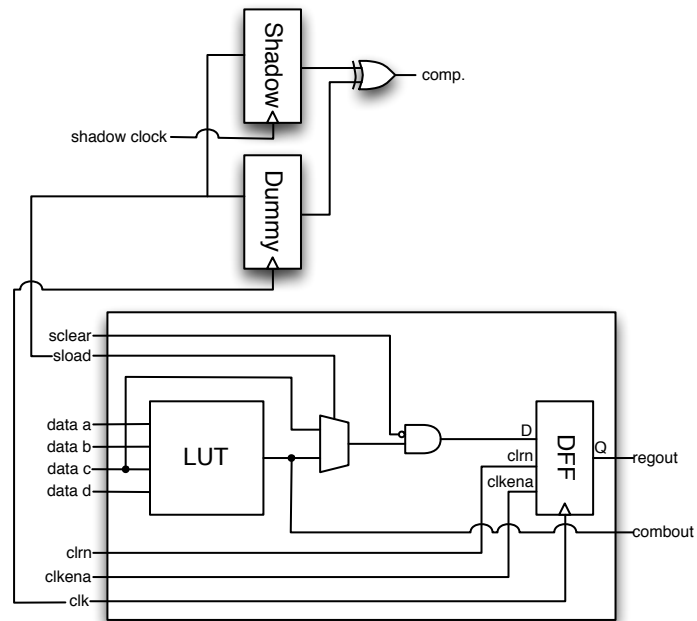 Shadow
comp.
shadow clock
Dummy
sclear
sload
data a
data b
data c
data d
LUT
D
clrn
clkena
DFF
Q
regout
combout
clrn
clkena
clk